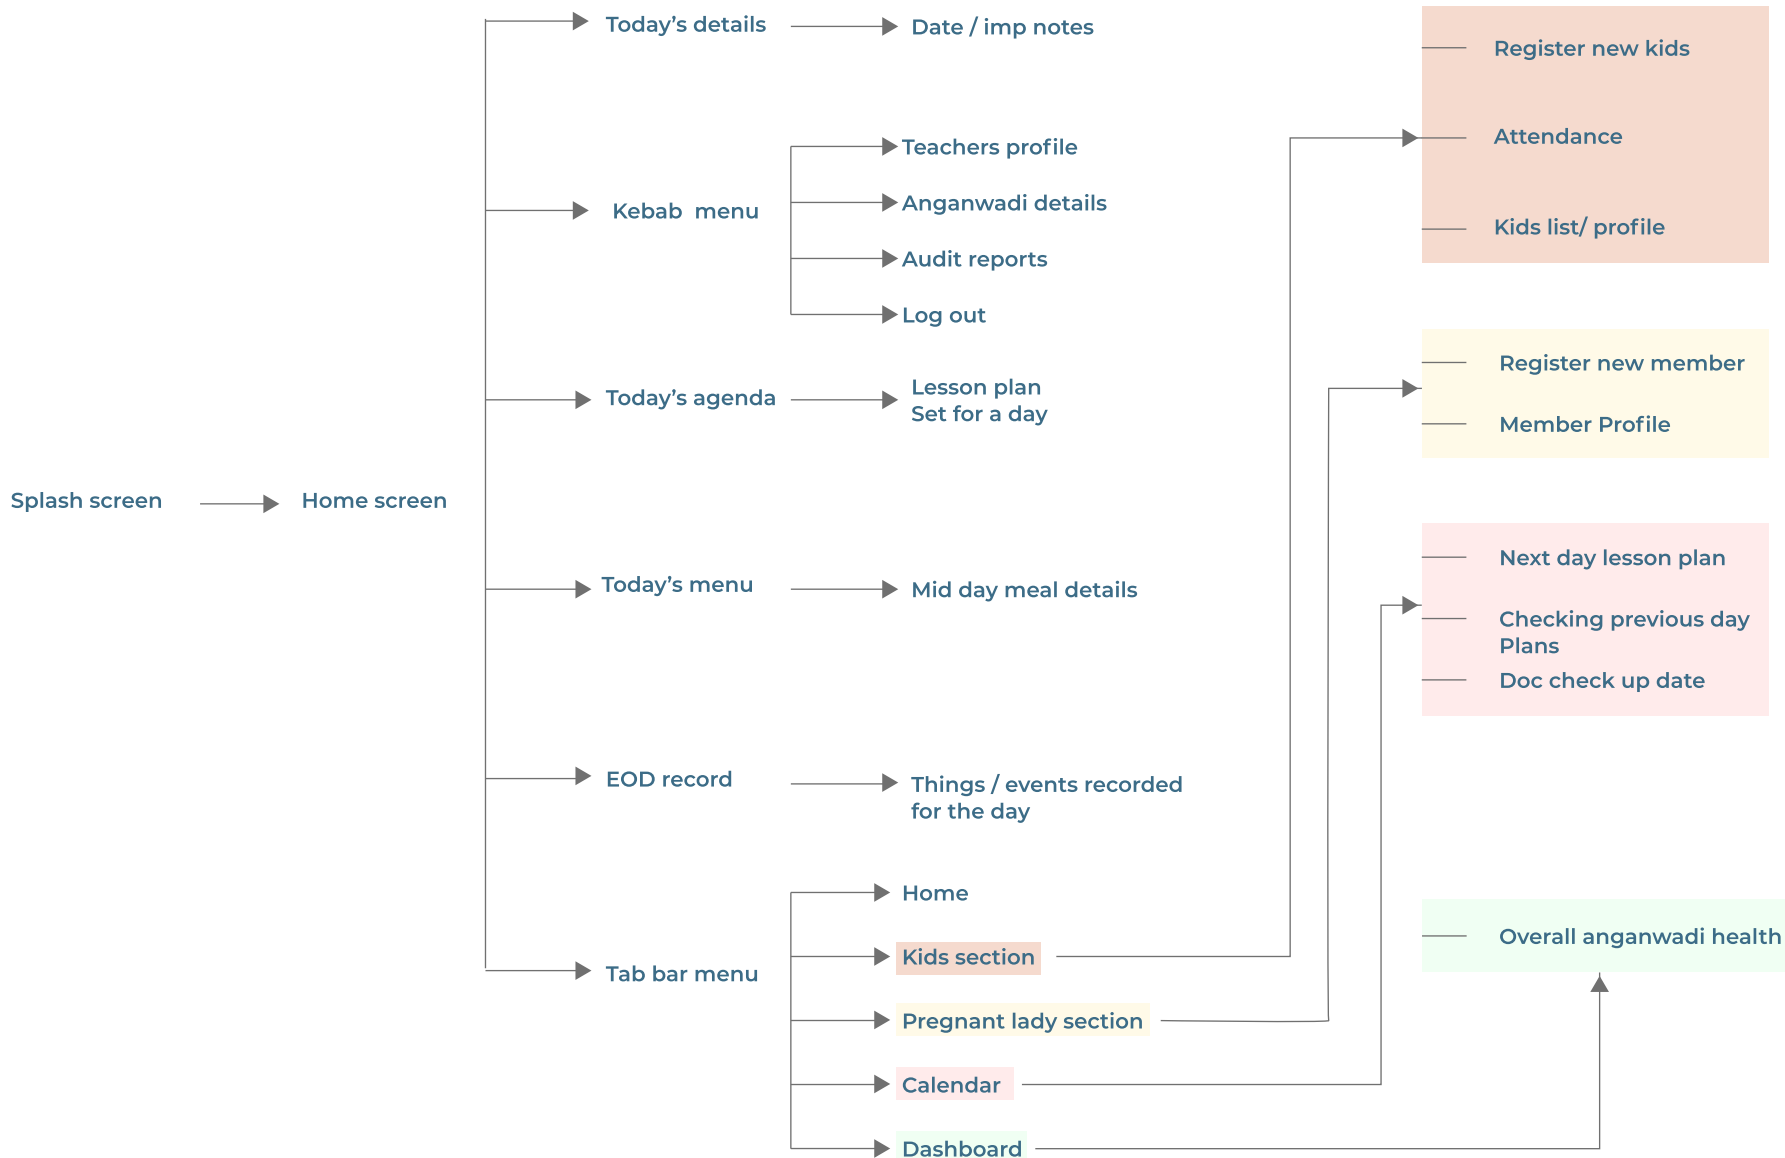 Splash screen
Home screen
Today’s details
Date / imp notes
Kebab  menu
Teachers profile
Anganwadi details
Audit reports
Log out
Today’s agenda
Lesson plan
Set for a day
Today’s menu
Mid day meal details
EOD record
Things / events recorded
for the day
Tab bar menu
Home
Kids section
Pregnant lady section
Calendar
Dashboard
Register new kids
Attendance
Kids list/ profile
Register new member
Member Profile
Next day lesson plan
Checking previous day
Plans
Doc check up date
Overall anganwadi health